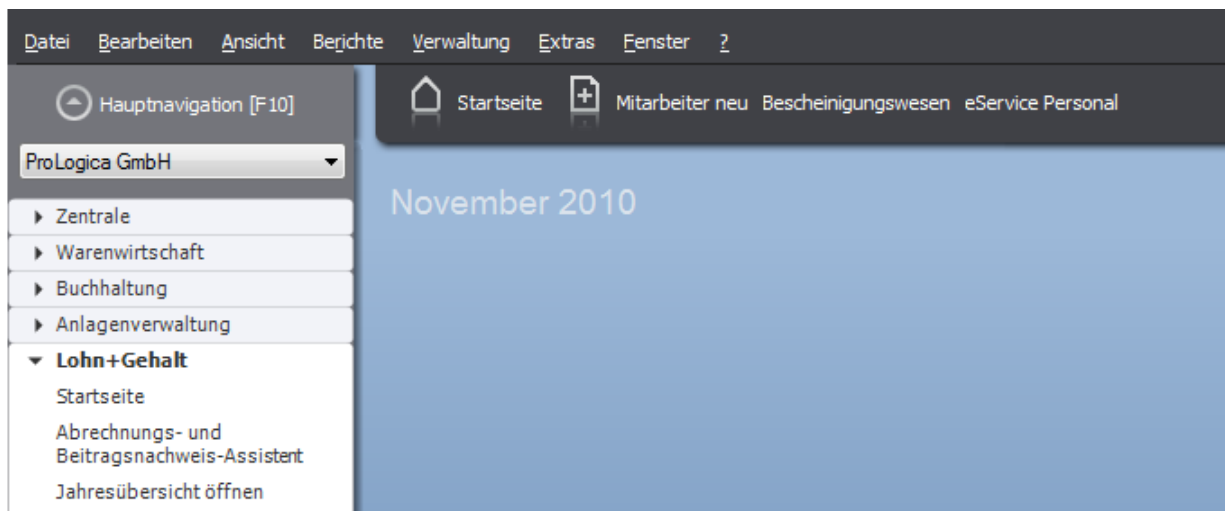 Datei Bearbeiten Ansicht Berichte Verwaltung Extras Fenster ?
Hauptnavigation [F10]
Startseite Mitarbeiter neu Bescheinigungswesen eService Personal
ProLogica GmbH
November 2010
Zentrale
Warenwirtschaft
Buchhaltung
Anlagenverwaltung
Lohn+Gehalt
Startseite
Abrechnungs- und
Beitragsnachweis-Assistent
Jahresübersicht öffnen